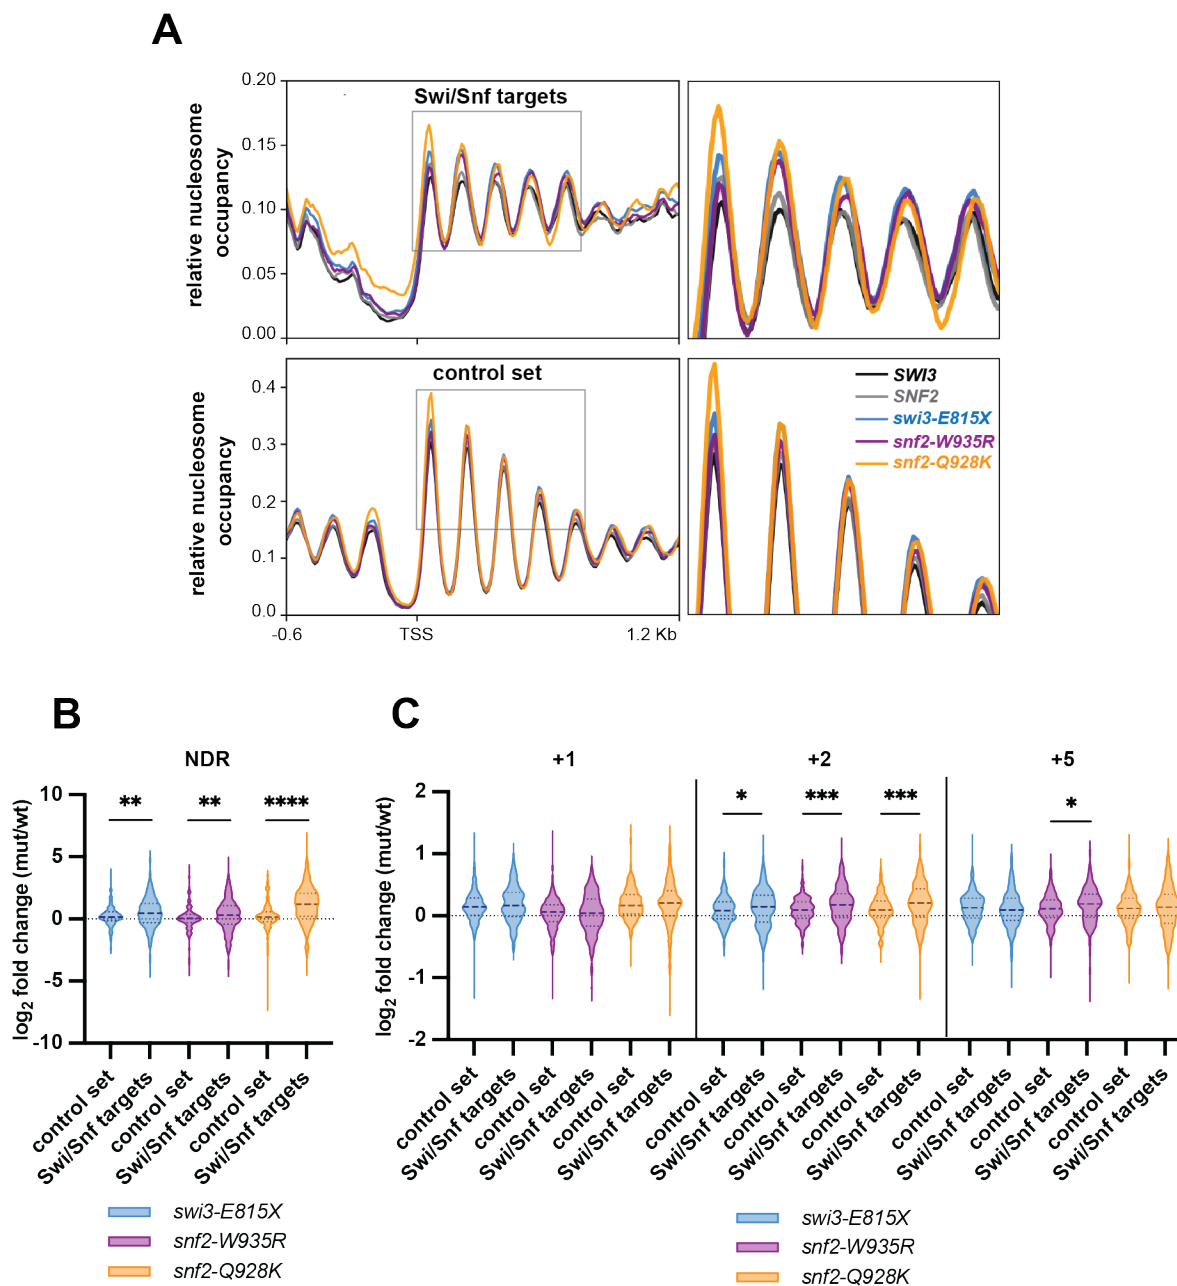 A
Swi/Snf targets
relative nucleosome
occupancy
0.20
0.15
0.10
0.05
0.00
control set
relative nucleosome
occupancy
0.4
0.3
0.2
0.1
0.0
-0.6
TSS
1.2 Kb
SWI3
SNF2
swi3-E815X
snf2-W935R
snf2-Q928K
B
NDR
log2 fold change (mut/wt)
10
5
0
-5
-10
**
**
****
control set
Swi/Snf targets
control set
Swi/Snf targets
control set
Swi/Snf targets
swi3-E815X
snf2-W935R
snf2-Q928K
C
+1
+2
+5
log2 fold change (mut/wt)
2
1
0
-1
-2
*
***
***
*
control set
Swi/Snf targets
control set
Swi/Snf targets
control set
Swi/Snf targets
control set
Swi/Snf targets
control set
Swi/Snf targets
control set
Swi/Snf targets
control set
Swi/Snf targets
control set
Swi/Snf targets
control set
Swi/Snf targets
swi3-E815X
snf2-W935R
snf2-Q928K